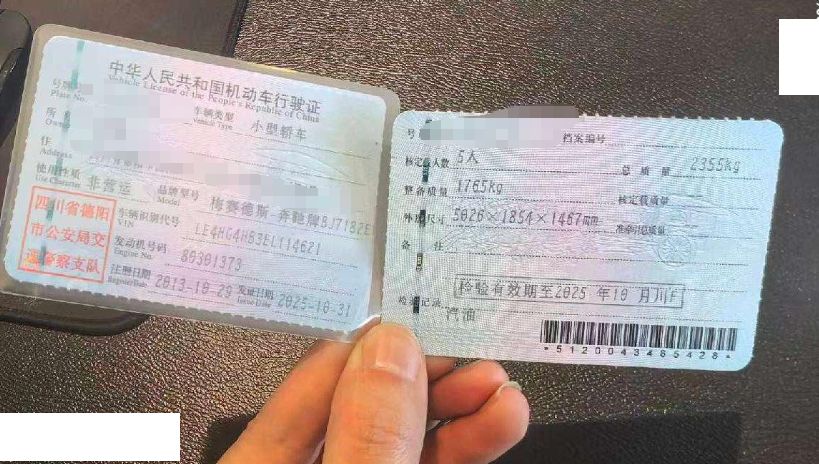 中华人民共和国机动车行驶证
Vehicle License of the People's Republic of China
号牌
Plate No.
车辆类型
Vehicle Type
小型轿车
所
Owner
住
Address
使用性质
Use Character
非营运
品牌型号
Model
梅赛德斯-奔驰牌BJ7182E
四川省德阳
市公安局交
通警察支队
车辆识别代号
VIN
LE4HG4HB3EL114621
发动机号码
Engine No.
80301373
注册日期
Register Date
2013-10-29
发证日期
Issue Date
2025-10-31
号
档案编号
核定载人数
5人
总质量
2355kg
整备质量
1765kg
核定载质量
外廓尺寸
5026×1854×1467mm
准牵引总质量
备注
检验有效期至2025 年10 月川F
检验记录
汽油
*5120043465428*